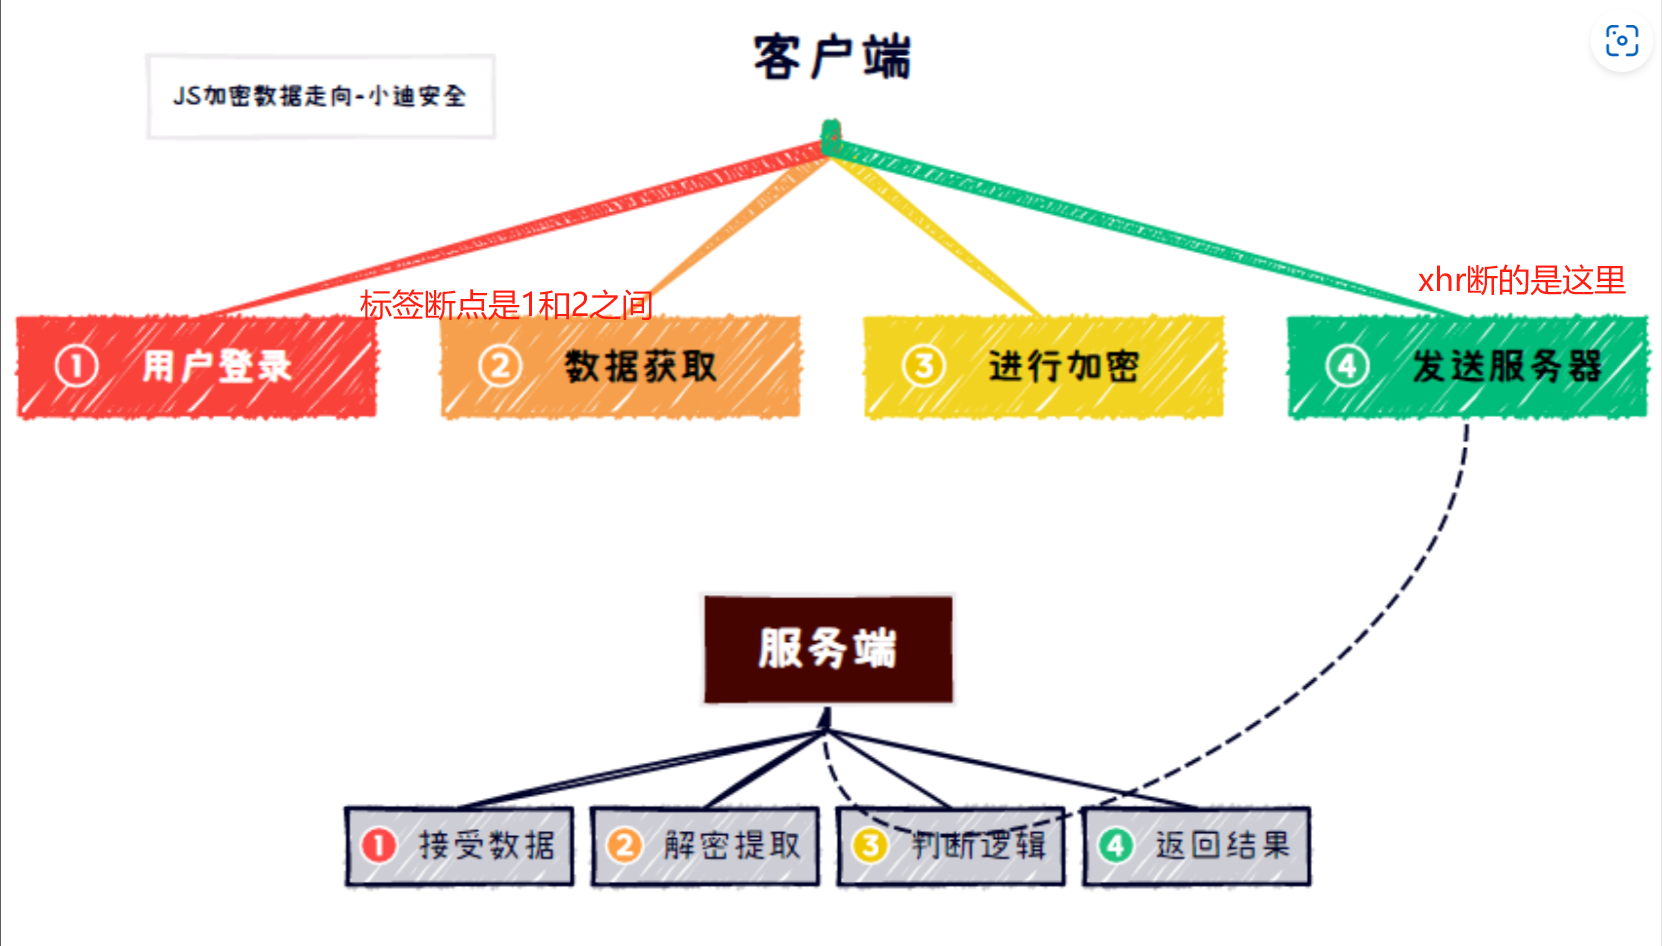 客户端
JS加密数据走向-小迪安全
xhr断的是这里
标签断点是1和2之间
① 用户登录
② 数据获取
③ 进行加密
④ 发送服务器
服务端
1 接受数据
2 解密提取
3 判断逻辑
4 返回结果